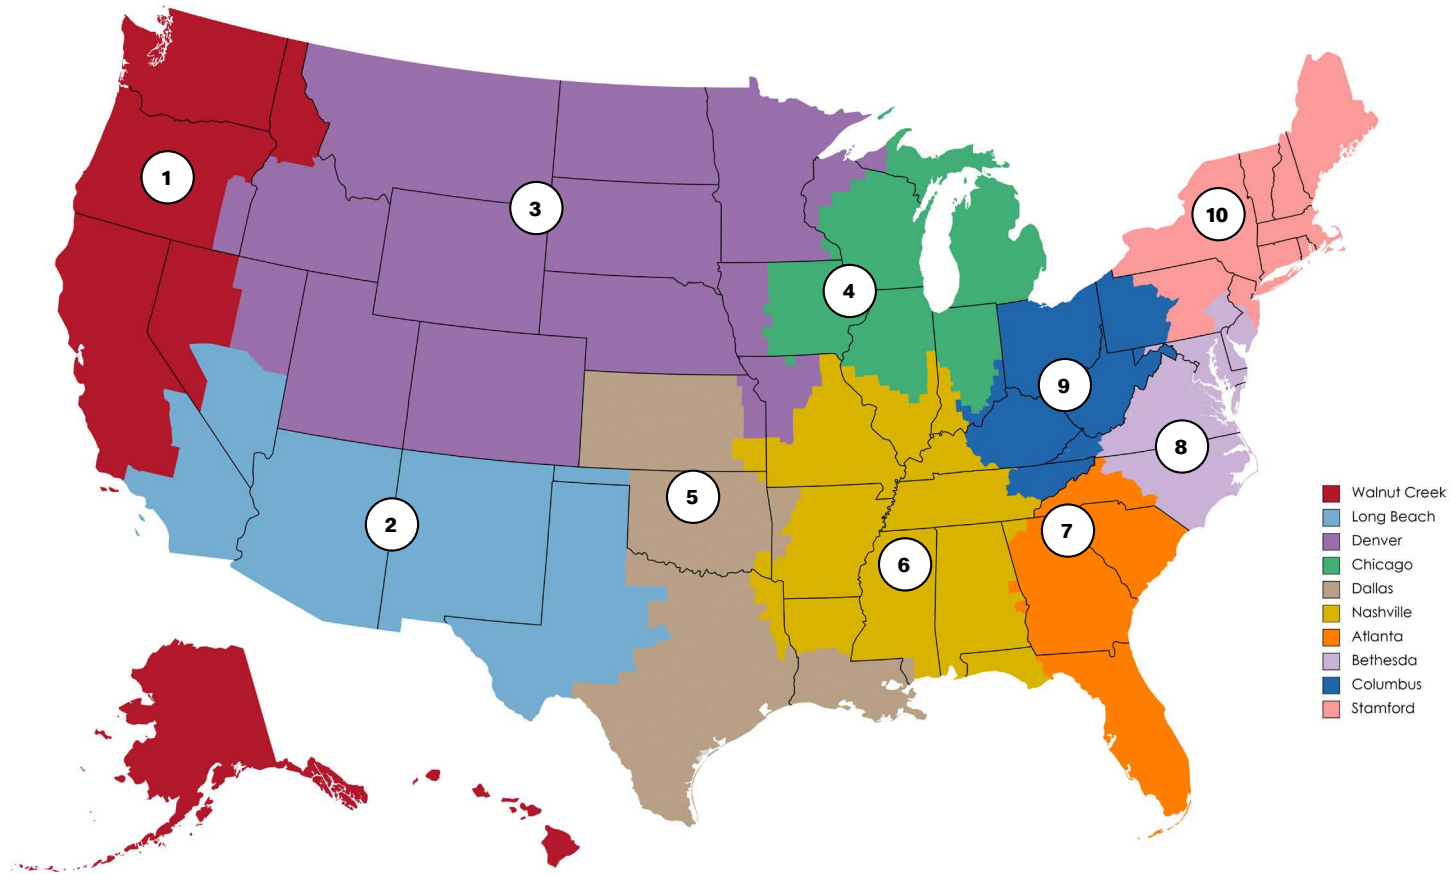 1
2
3
4
5
6
7
8
9
10
Walnut Creek
Long Beach
Denver
Chicago
Dallas
Nashville
Atlanta
Bethesda
Columbus
Stamford